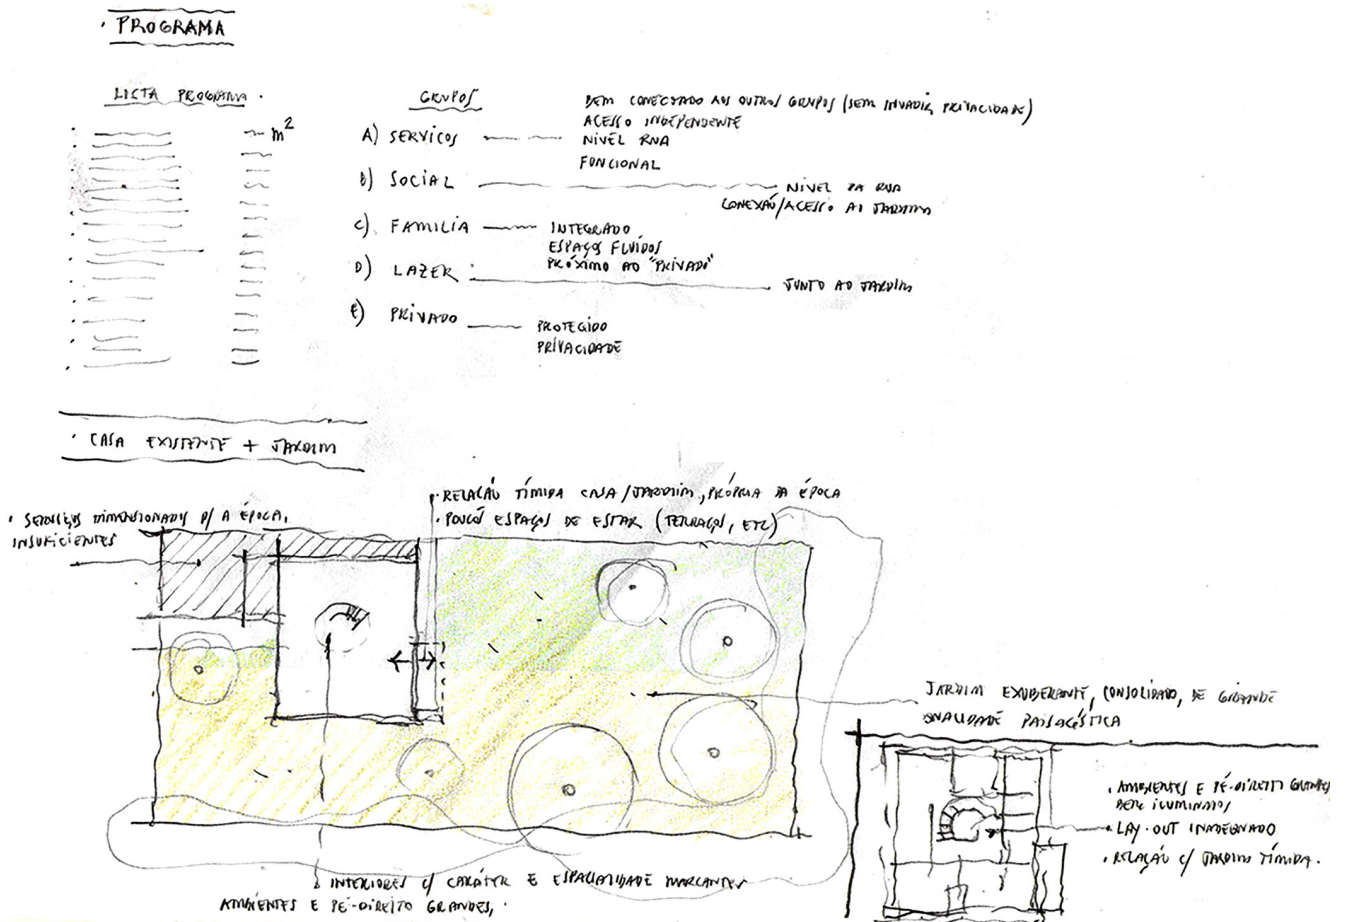 · PROGRAMA
LISTA PROGRAMA ·
m²
GRUPOS
A) SERVIÇOS
BEM CONECTADO AOS OUTROS GRUPOS (SEM INVADIR PRIVACIDADE)
ACESSO INDEPENDENTE
NÍVEL RUA
FUNCIONAL
B) SOCIAL
NÍVEL DA RUA
CONEXÃO/ACESSO AO JARDIM
C) FAMILIA
INTEGRADO
ESPAÇOS FLUÍDOS
PRÓXIMO AO "PRIVADO"
D) LAZER
JUNTO AO JARDIM
E) PRIVADO
PROTEGIDO
PRIVACIDADE
· CASA EXISTENTE + JARDIM
· RELAÇÃO TÍMIDA CASA/JARDIM, PRÓPRIA DA ÉPOCA
· POUCOS ESPAÇOS DE ESTAR (TERRAÇOS, ETC)
· SERVIÇOS DIMENSIONADOS P/ A ÉPOCA,
INSUFICIENTES
JARDIM EXUBERANTE, CONSOLIDADO, DE GRANDE
QUALIDADE PAISAGÍSTICA
· AMBIENTES E PÉ-DIREITO GRANDES
BEM ILUMINADOS
· LAY-OUT INADEQUADO
· RELAÇÃO C/ JARDIM TÍMIDA.
INTERIORES C/ CARÁTER E ESPACIALIDADE MARCANTES
AMBIENTES E PÉ-DIREITO GRANDES,